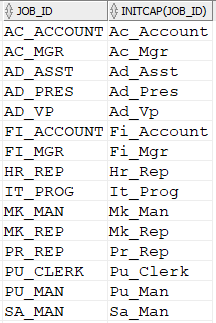 JOB_ID INITCAP(JOB_ID)
AC_ACCOUNT Ac_Account
AC_MGR Ac_Mgr
AD_ASST Ad_Asst
AD_PRES Ad_Pres
AD_VP Ad_Vp
FI_ACCOUNT Fi_Account
FI_MGR Fi_Mgr
HR_REP Hr_Rep
IT_PROG It_Prog
MK_MAN Mk_Man
MK_REP Mk_Rep
PR_REP Pr_Rep
PU_CLERK Pu_Clerk
PU_MAN Pu_Man
SA_MAN Sa_Man